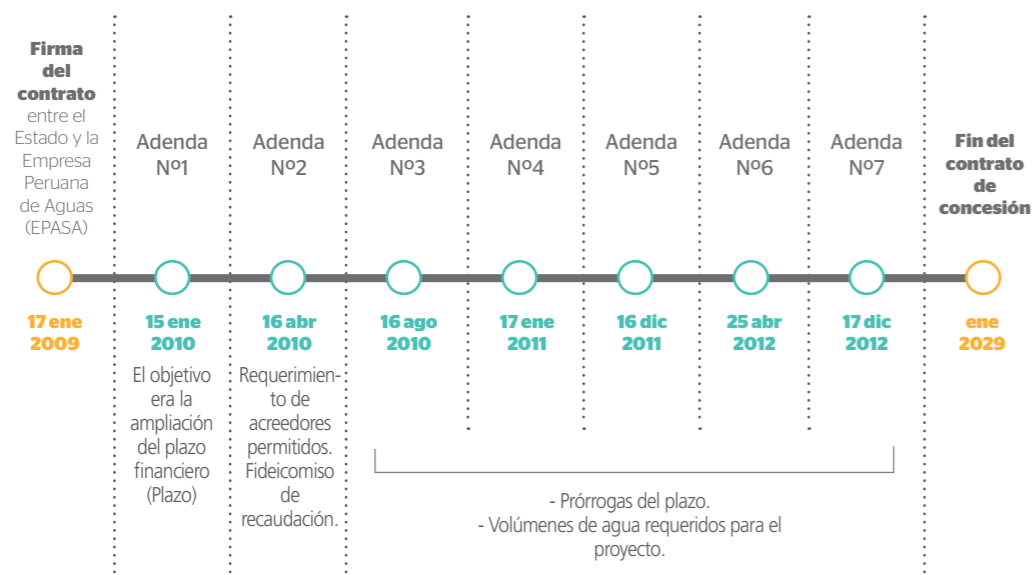 Firma
del
contrato
entre el
Estado y la
Empresa
Peruana
de Aguas
(EPASA)
17 ene
2009
Adenda
Nº1
15 ene
2010
El objetivo
era la
ampliación
del plazo
financiero
(Plazo)
Adenda
Nº2
16 abr
2010
Requerimien-
to de
acreedores
permitidos.
Fideicomiso
de
recaudación.
Adenda
Nº3
16 ago
2010
Adenda
Nº4
17 ene
2011
Adenda
Nº5
16 dic
2011
Adenda
Nº6
25 abr
2012
Adenda
Nº7
17 dic
2012
- Prórrogas del plazo.
- Volúmenes de agua requeridos para el
proyecto.
Fin del
contrato
de
concesión
ene
2029